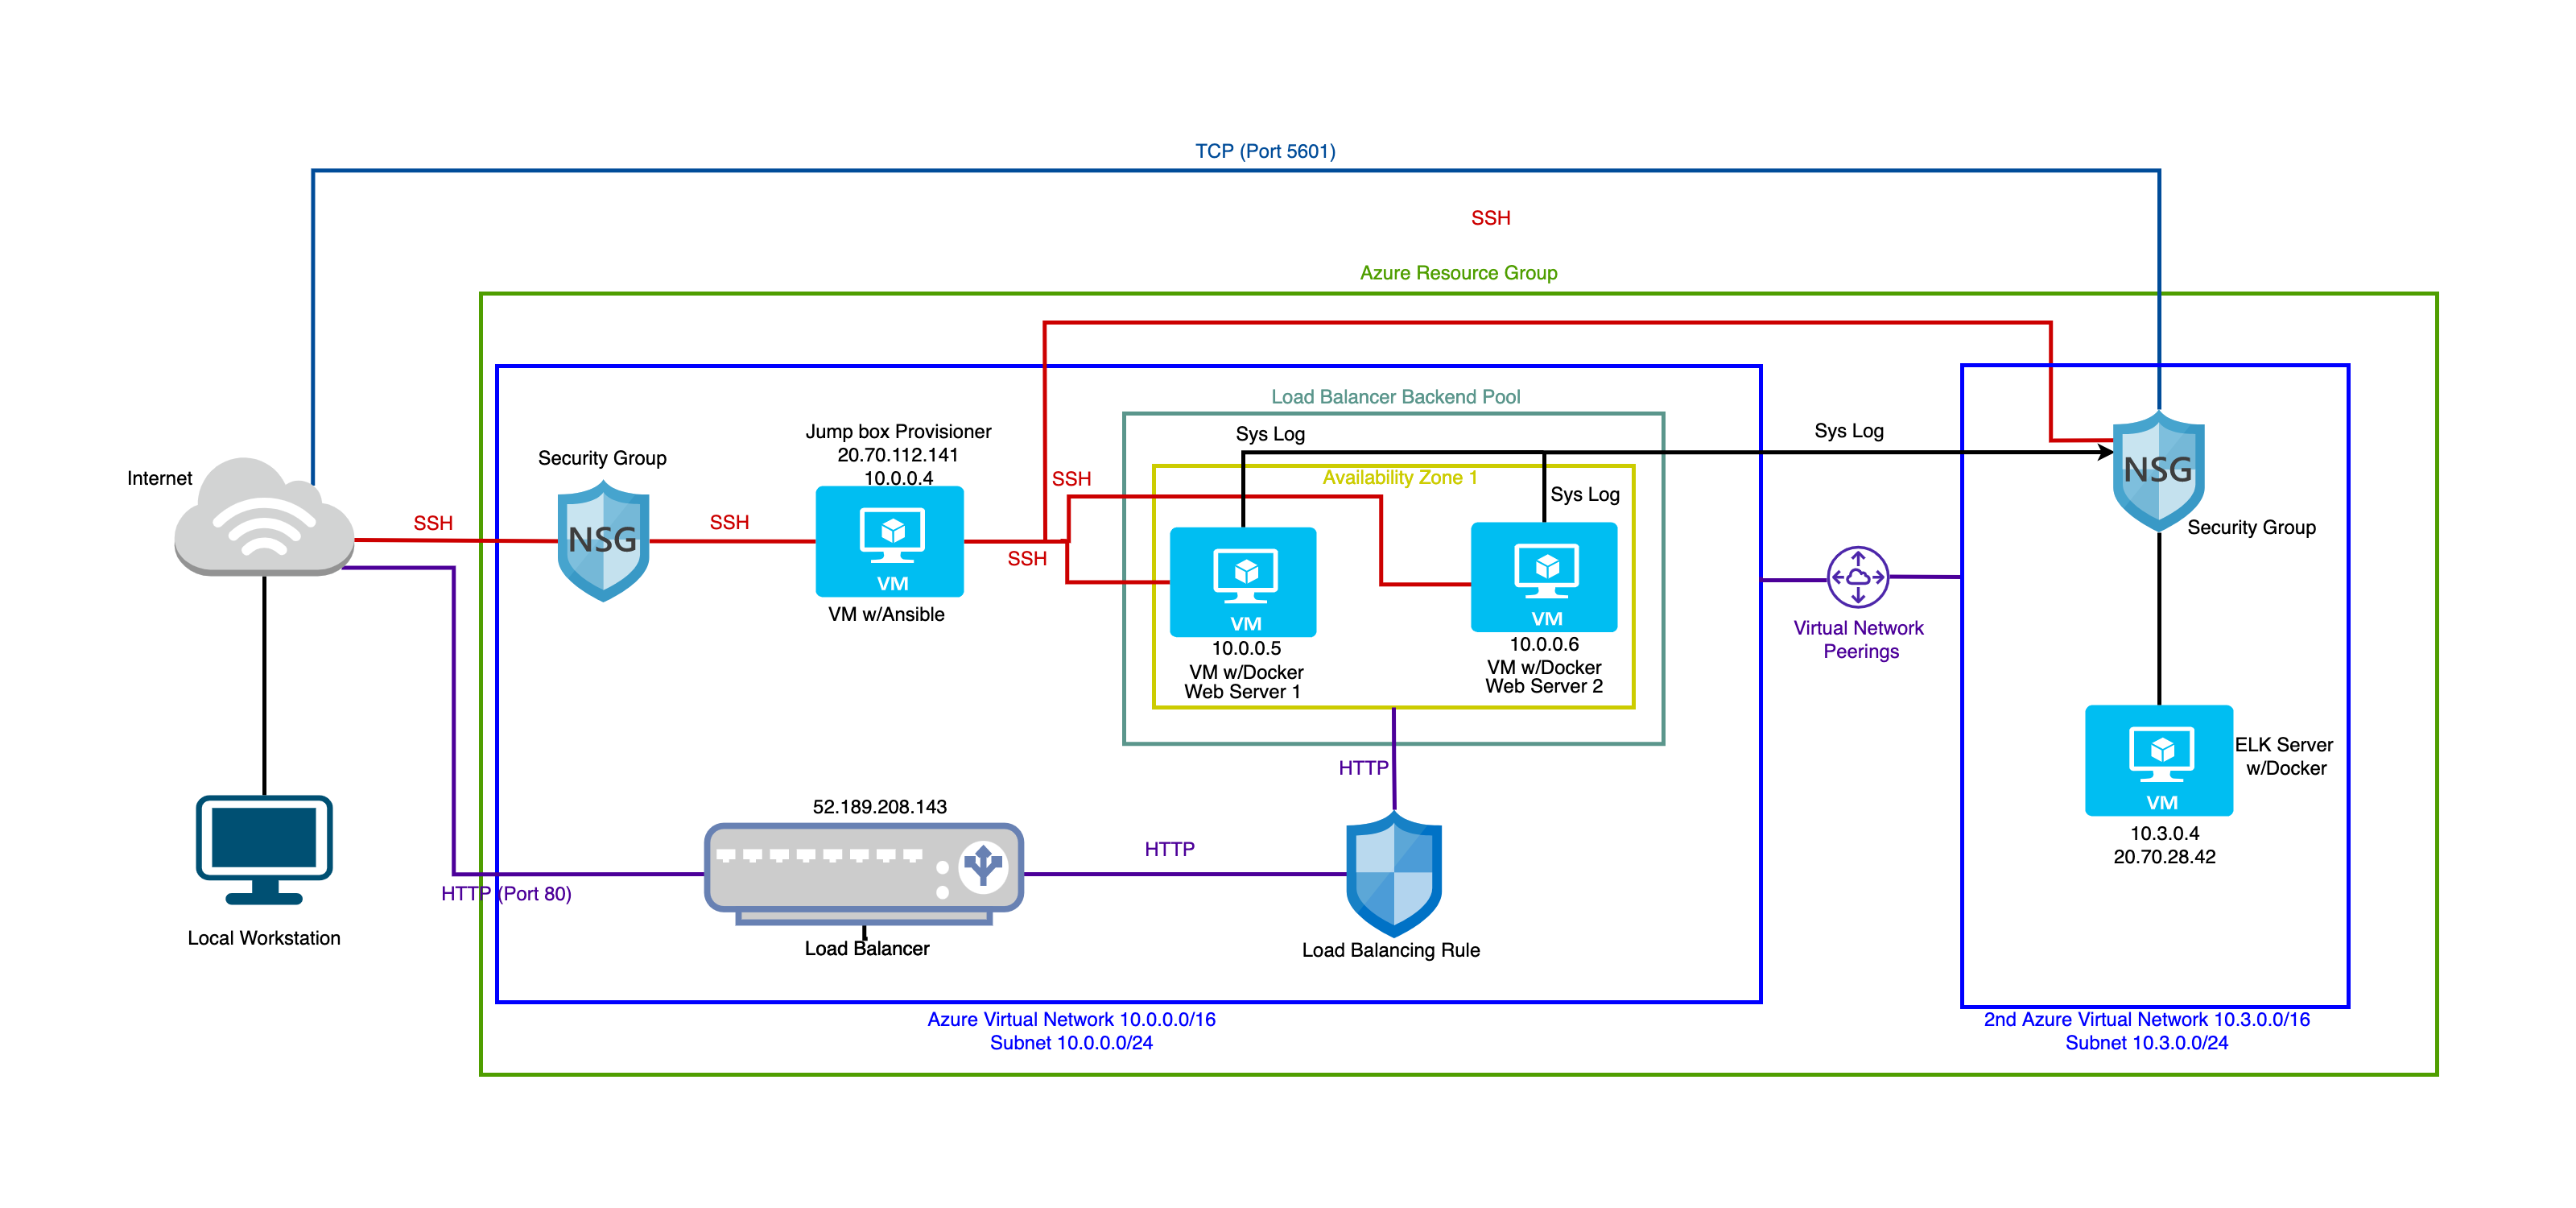 TCP (Port 5601)
SSH
Azure Resource Group
Load Balancer Backend Pool
Sys Log
Sys Log
Availability Zone 1
Sys Log
Jump box Provisioner
20.70.112.141
10.0.0.4
VM
VM w/Ansible
Security Group
NSG
Internet
SSH
SSH
SSH
SSH
VM
10.0.0.5
VM w/Docker
Web Server 1
VM
10.0.0.6
VM w/Docker
Web Server 2
NSG
Security Group
Virtual Network
Peerings
HTTP
VM
ELK Server
w/Docker
10.3.0.4
20.70.28.42
52.189.208.143
HTTP
HTTP (Port 80)
Local Workstation
Load Balancer
Load Balancing Rule
Azure Virtual Network 10.0.0.0/16
Subnet 10.0.0.0/24
2nd Azure Virtual Network 10.3.0.0/16
Subnet 10.3.0.0/24